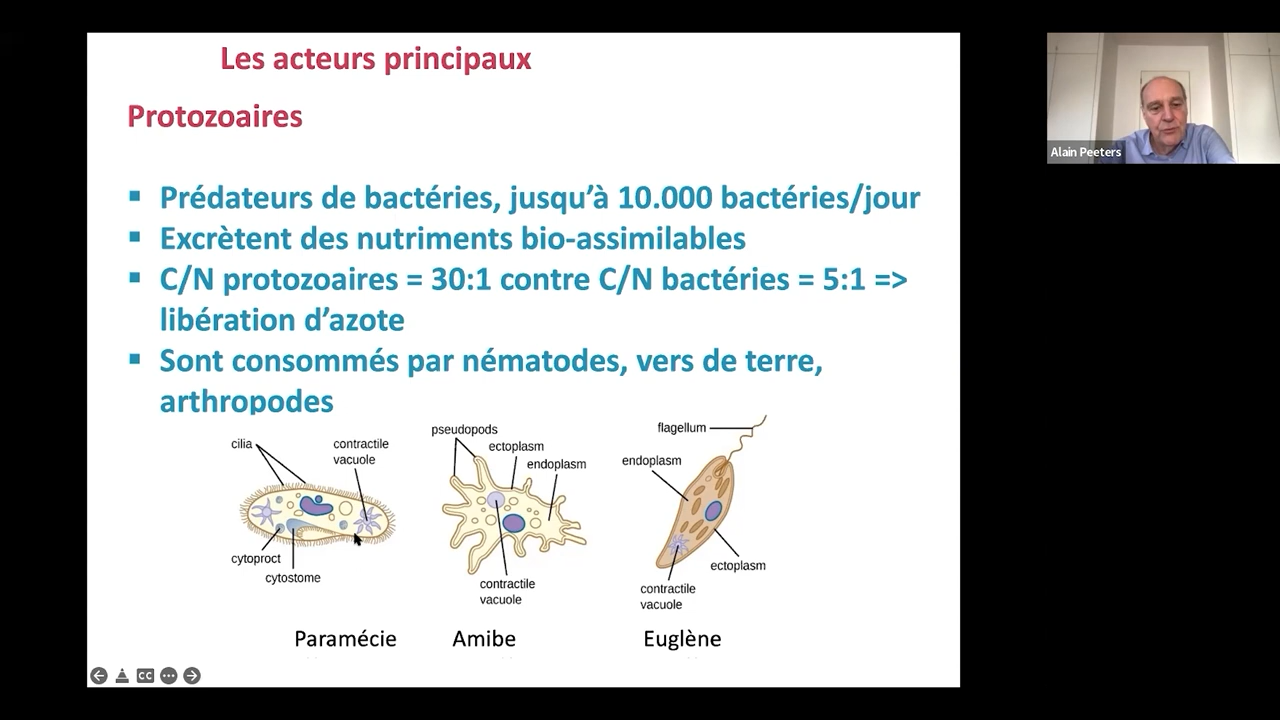 Les acteurs principaux
Protozoaires
▪ Prédateurs de bactéries, jusqu’à 10.000 bactéries/jour
▪ Excrètent des nutriments bio-assimilables
▪ C/N protozoaires = 30:1 contre C/N bactéries = 5:1 =>
libération d’azote
▪ Sont consommés par nématodes, vers de terre,
arthropodes
cilia
contractile
vacuole
cytoproct
cytostome
pseudopods
ectoplasm
endoplasm
contractile
vacuole
flagellum
endoplasm
ectoplasm
contractile
vacuole
Paramécie
Amibe
Euglène
CC
Alain Peeters